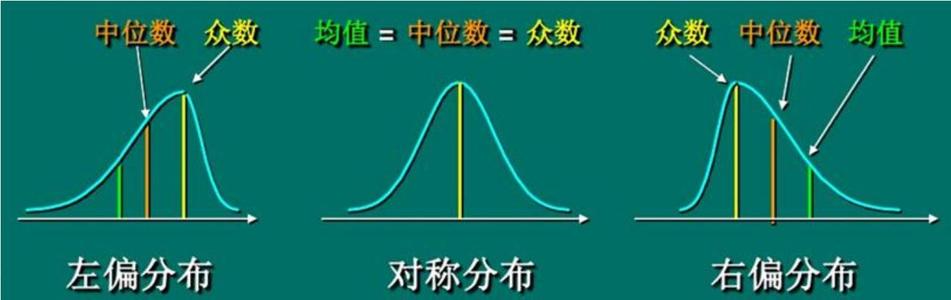 中位数 众数
均值 = 中位数 = 众数
众数 中位数 均值
左偏分布
对称分布
右偏分布